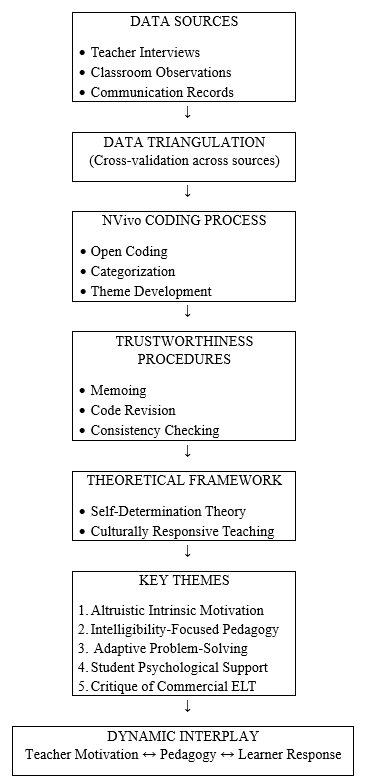 DATA SOURCES
• Teacher Interviews
• Classroom Observations
• Communication Records
↓
DATA TRIANGULATION
(Cross-validation across sources)
↓
NVivo CODING PROCESS
• Open Coding
• Categorization
• Theme Development
↓
TRUSTWORTHINESS
PROCEDURES
• Memoing
• Code Revision
• Consistency Checking
↓
THEORETICAL FRAMEWORK
• Self-Determination Theory
• Culturally Responsive Teaching
↓
KEY THEMES
1. Altruistic Intrinsic Motivation
2. Intelligibility-Focused Pedagogy
3. Adaptive Problem-Solving
4. Student Psychological Support
5. Critique of Commercial ELT
↓
DYNAMIC INTERPLAY
Teacher Motivation ↔ Pedagogy ↔ Learner Response